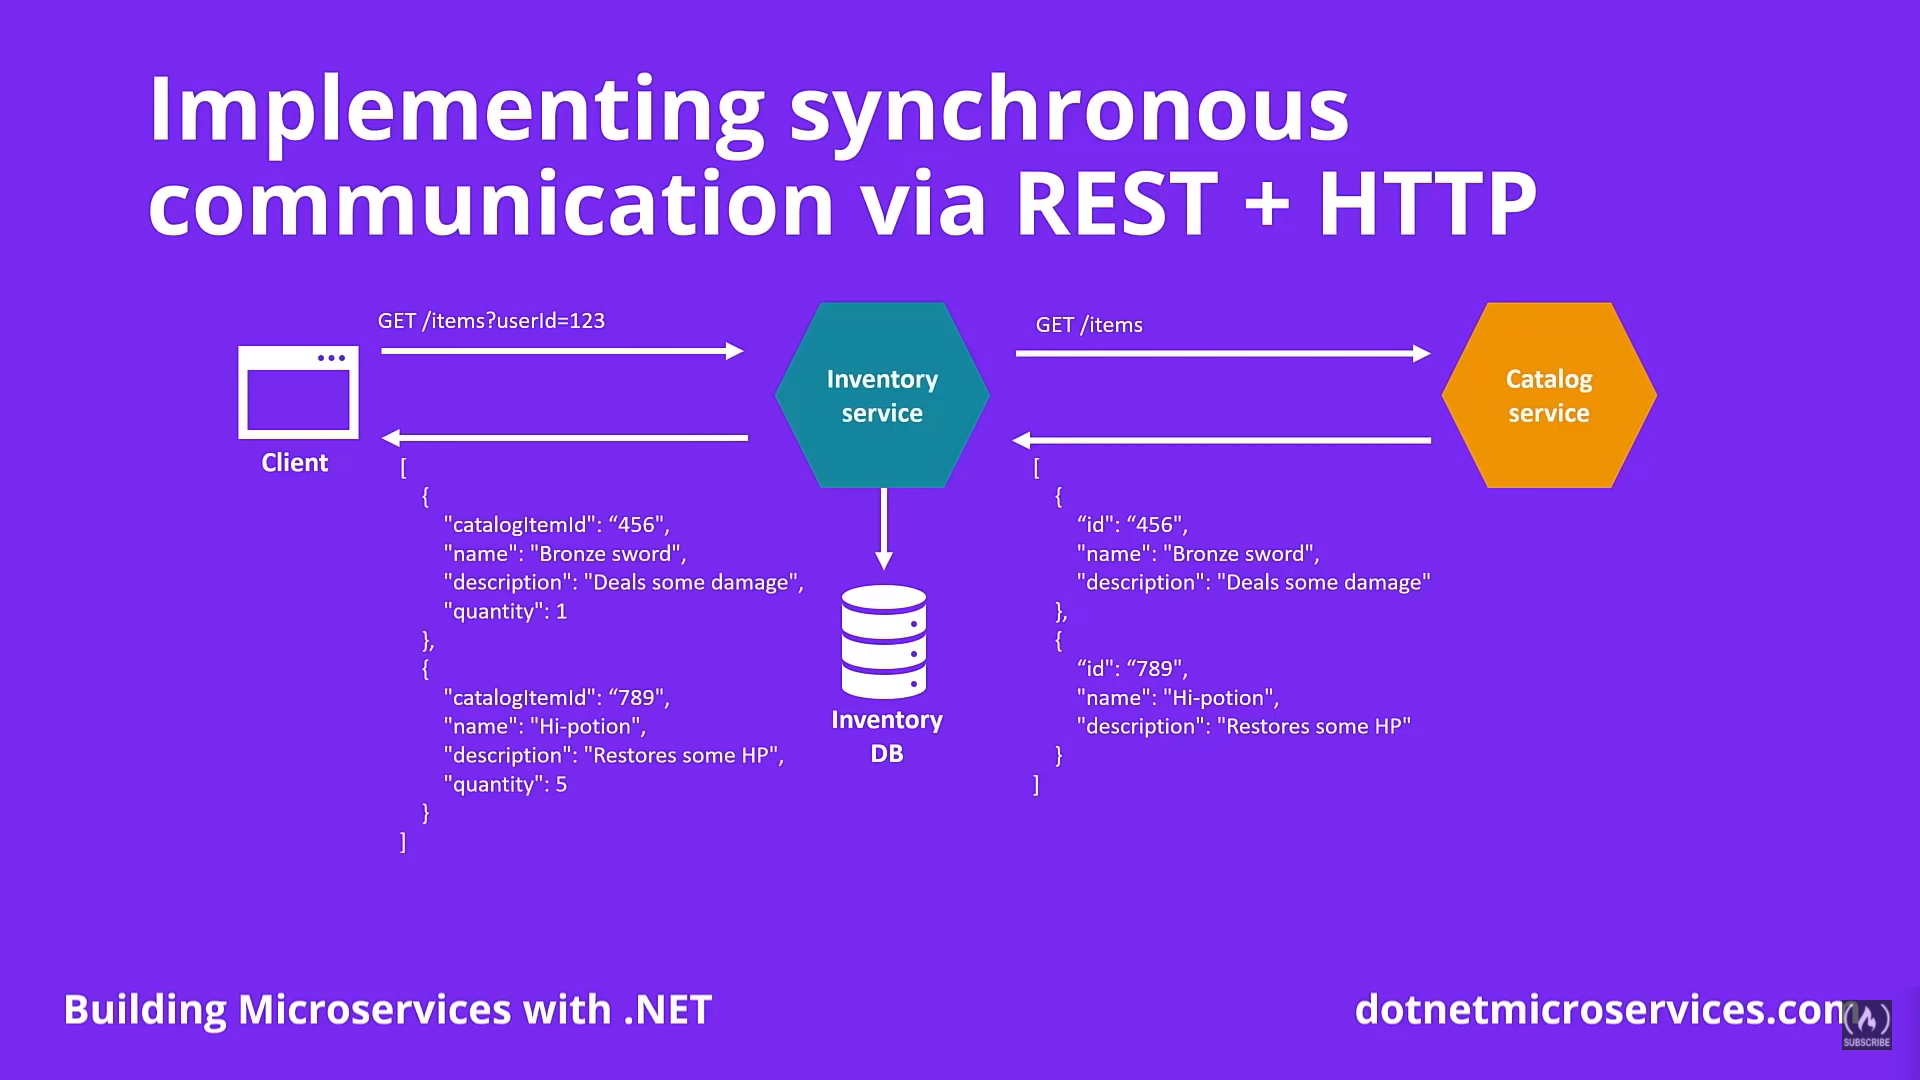 Implementing synchronous
communication via REST + HTTP
GET /items?userId=123
GET /items
Inventory
service
Catalog
service
Client
[
{
"catalogItemId": “456",
"name": "Bronze sword",
"description": "Deals some damage",
"quantity": 1
},
{
"catalogItemId": “789",
"name": "Hi-potion",
"description": "Restores some HP",
"quantity": 5
}
]
[
{
“id": “456",
"name": "Bronze sword",
"description": "Deals some damage"
},
{
“id": “789",
"name": "Hi-potion",
"description": "Restores some HP"
}
]
Inventory
DB
Building Microservices with .NET
dotnetmicroservices.com
SUBSCRIBE